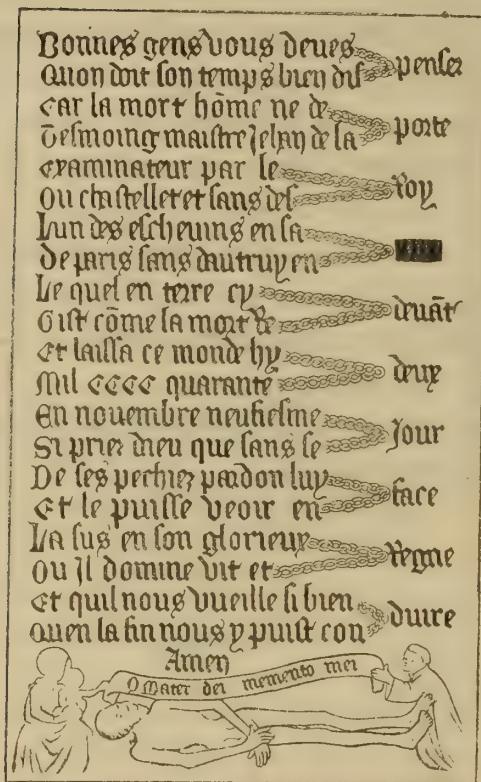 Bonnes gens vous deues
Quon doit son temps bien dis
penser
Car la mort hōme ne de
Tesmoing maistre Jehan de la
porte
examinateur par le
Ou chastellet et sans des
Roy
Lun des escheuins en sa
De paris sans dautruy en
Le quel en terre cy
Gist cōme la mort Re
deuāt
Et laissa ce monde hy
Mil CCCC quarante
deux
En nouembre neufiesme
Si priez dieu que sans se
Jour
De ses pechiez pardon luy
Et le puisse veoir en
face
La sus en son glorieux
Ou Jl domine vit et
Regne
Et quil nous vueille si bien
Quen la fin nous y puist con
duire
Amen
O Mater dei memento mei